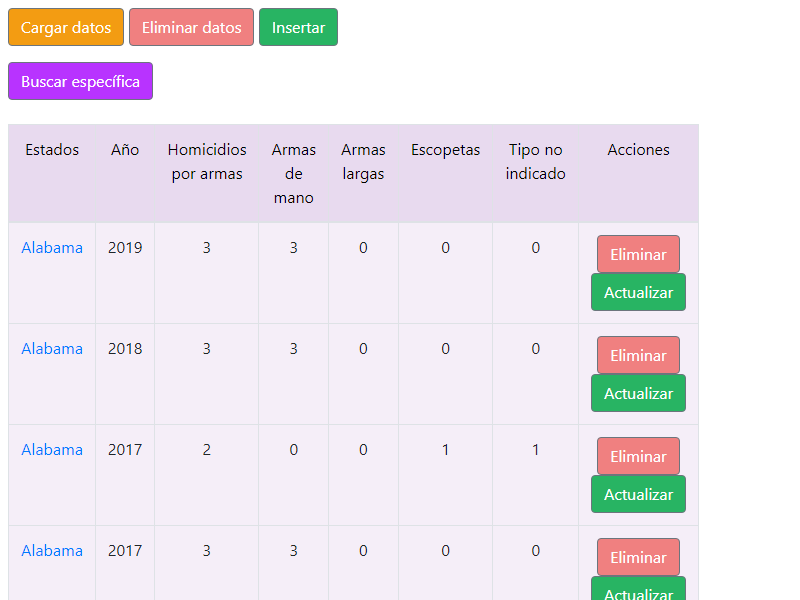 Cargar datos Eliminar datos Insertar
Buscar específica
Estados Año Homicidios por armas Armas de mano Armas largas Escopetas Tipo no indicado Acciones
Alabama 2019 3 3 0 0 0 Eliminar
Actualizar
Alabama 2018 3 3 0 0 0 Eliminar
Actualizar
Alabama 2017 2 0 0 1 1 Eliminar
Actualizar
Alabama 2017 3 3 0 0 0 Eliminar
Actualizar